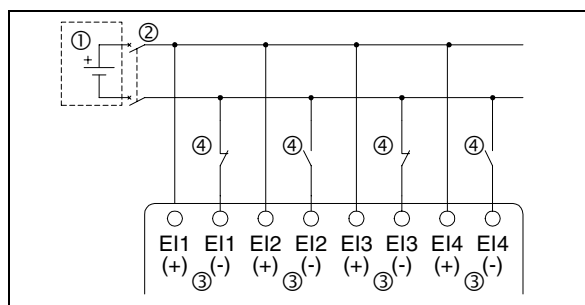 ① ②
+
④ ④ ④ ④
EI1 EI1 EI2 EI2 EI3 EI3 EI4 EI4
(+) (-) (+) (-) (+) (-) (+) (-)
③ ③ ③ ③